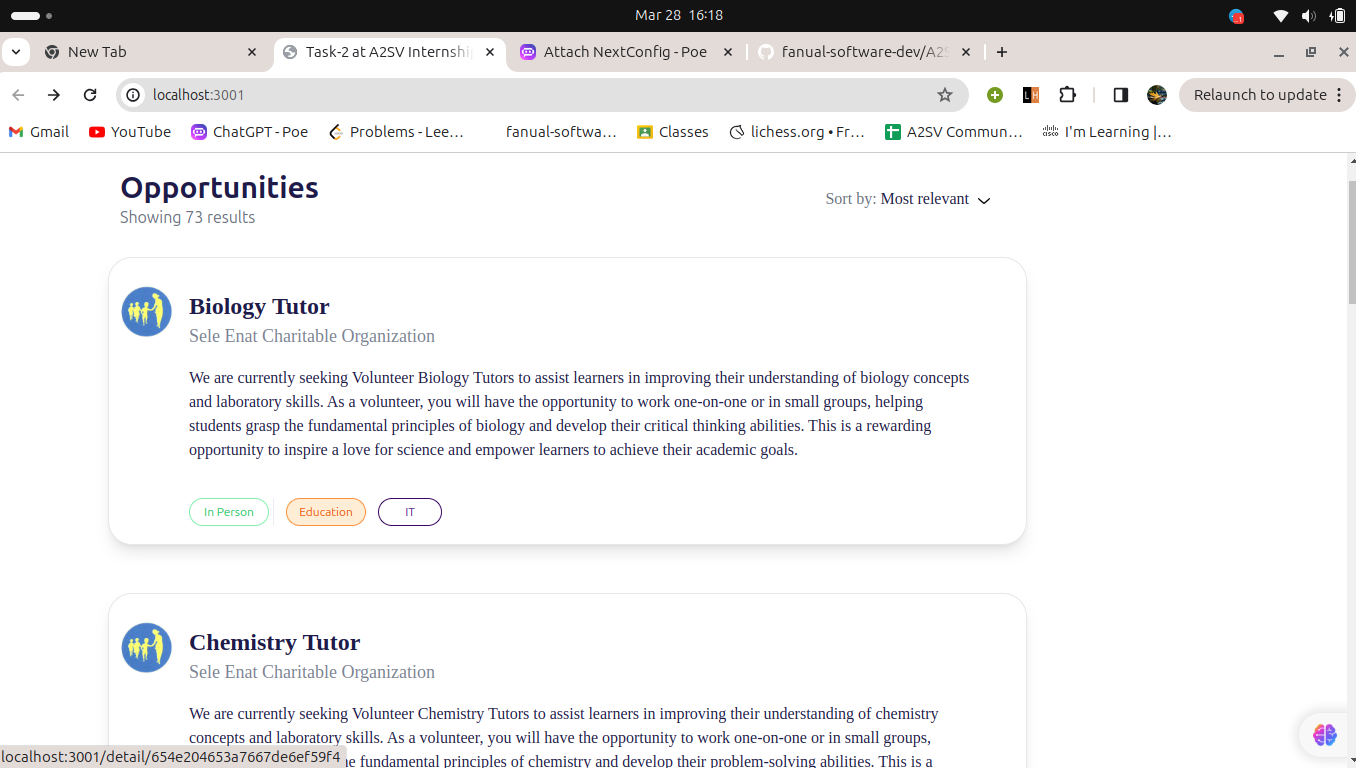 Mar 28 16:18
New Tab
Task-2 at A2SV Internship
Attach NextConfig - Poe
fanual-software-dev/A2S
localhost:3001
Relaunch to update
Gmail
YouTube
ChatGPT - Poe
Problems - Lee...
fanual-softwa...
Classes
lichess.org • Fr...
A2SV Commun...
I'm Learning |...
Opportunities
Showing 73 results
Sort by: Most relevant
Biology Tutor
Sele Enat Charitable Organization
We are currently seeking Volunteer Biology Tutors to assist learners in improving their understanding of biology concepts
and laboratory skills. As a volunteer, you will have the opportunity to work one-on-one or in small groups, helping
students grasp the fundamental principles of biology and develop their critical thinking abilities. This is a rewarding
opportunity to inspire a love for science and empower learners to achieve their academic goals.
In Person
Education
IT
Chemistry Tutor
Sele Enat Charitable Organization
We are currently seeking Volunteer Chemistry Tutors to assist learners in improving their understanding of chemistry
concepts and laboratory skills. As a volunteer, you will have the opportunity to work one-on-one or in small groups,
fundamental principles of chemistry and develop their problem-solving abilities. This is a
localhost:3001/detail/654e204653a7667de6ef59f4